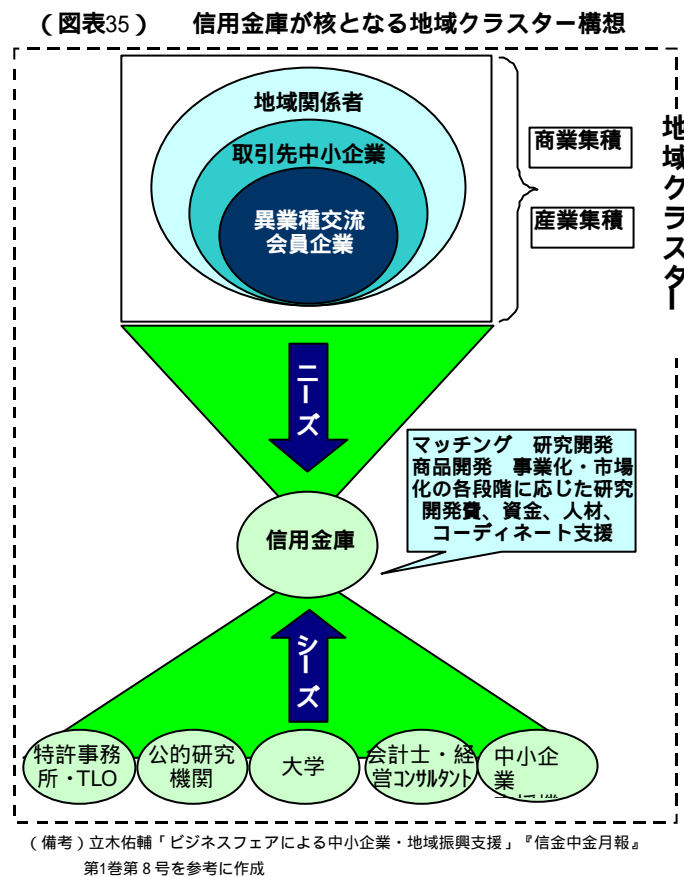 （図表35）　信用金庫が核となる地域クラスター構想
地域関係者
取引先中小企業
異業種交流
会員企業
商業集積
産業集積
地域クラスター
ニーズ
マッチング　研究開発
商品開発　事業化・市場
化の各段階に応じた研究
開発費、資金、人材、
コーディネート支援
信用金庫
シーズ
特許事務
所・TLO
公的研究
機関
大学
会計士・経
営コンサルタント
中小企
業
（備考）立木佑輔「ビジネスフェアによる中小企業・地域振興支援」『信金中金月報』
第1巻第８号を参考に作成